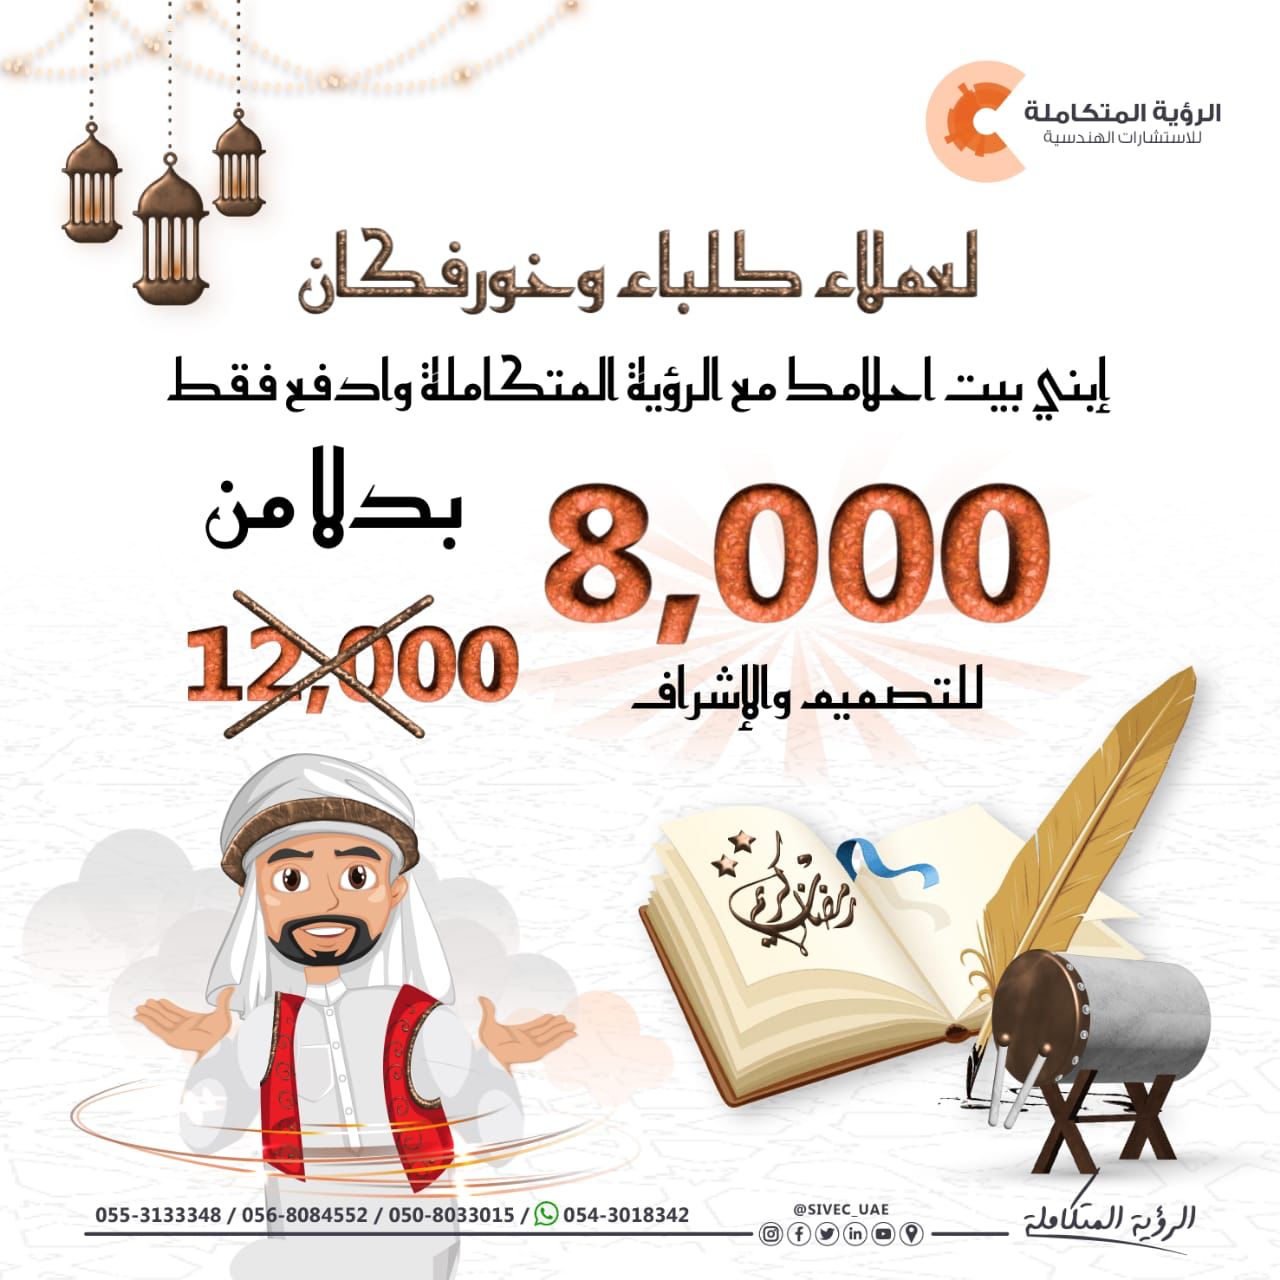 الرؤية المتكاملة
للاستشارات الهندسية
لعملاء كلباء وخورفكان
إبني بيت احلامط مع الرؤية المتكاملة وادفع فقط
8,000
بدلا من
12,000
للتصميم والإشراف
رمضان كريم
055-3133348 / 056-8084552 / 050-8033015 / 054-3018342
@SIVEC_UAE
الرؤية المتكاملة